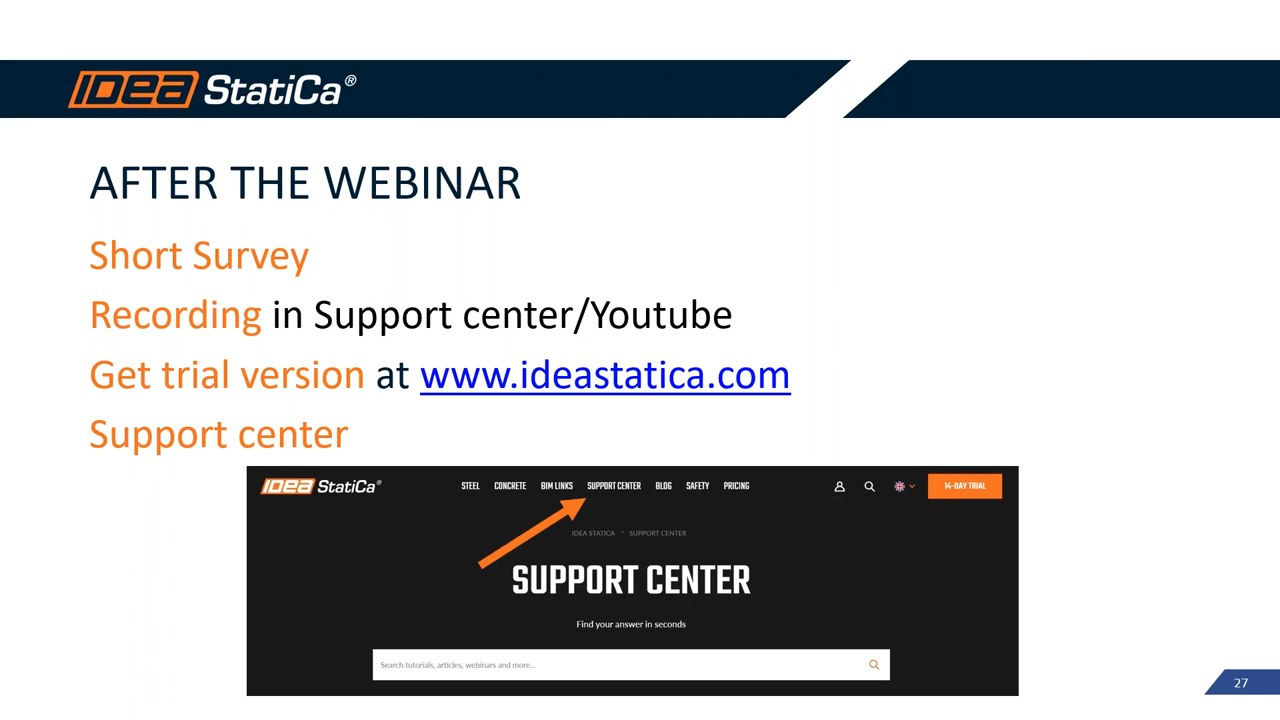 IDEA StatiCa®
AFTER THE WEBINAR
Short Survey
Recording in Support center/Youtube
Get trial version at www.ideastatica.com
Support center
IDEA StatiCa®
STEEL CONCRETE BIM LINKS SUPPORT CENTER BLOG SAFETY PRICING 14-DAY TRIAL
IDEA STATICA • SUPPORT CENTER
SUPPORT CENTER
Find your answer in seconds
Search tutorials, articles, webinars and more...
27